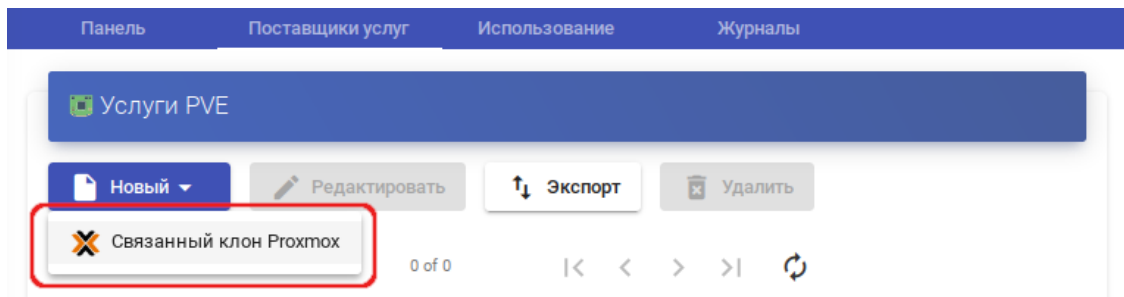 Панель Поставщики услуг Использование Журналы
Услуги PVE
Новый Редактировать Экспорт Удалить
Связанный клон Proxmox
0 of 0